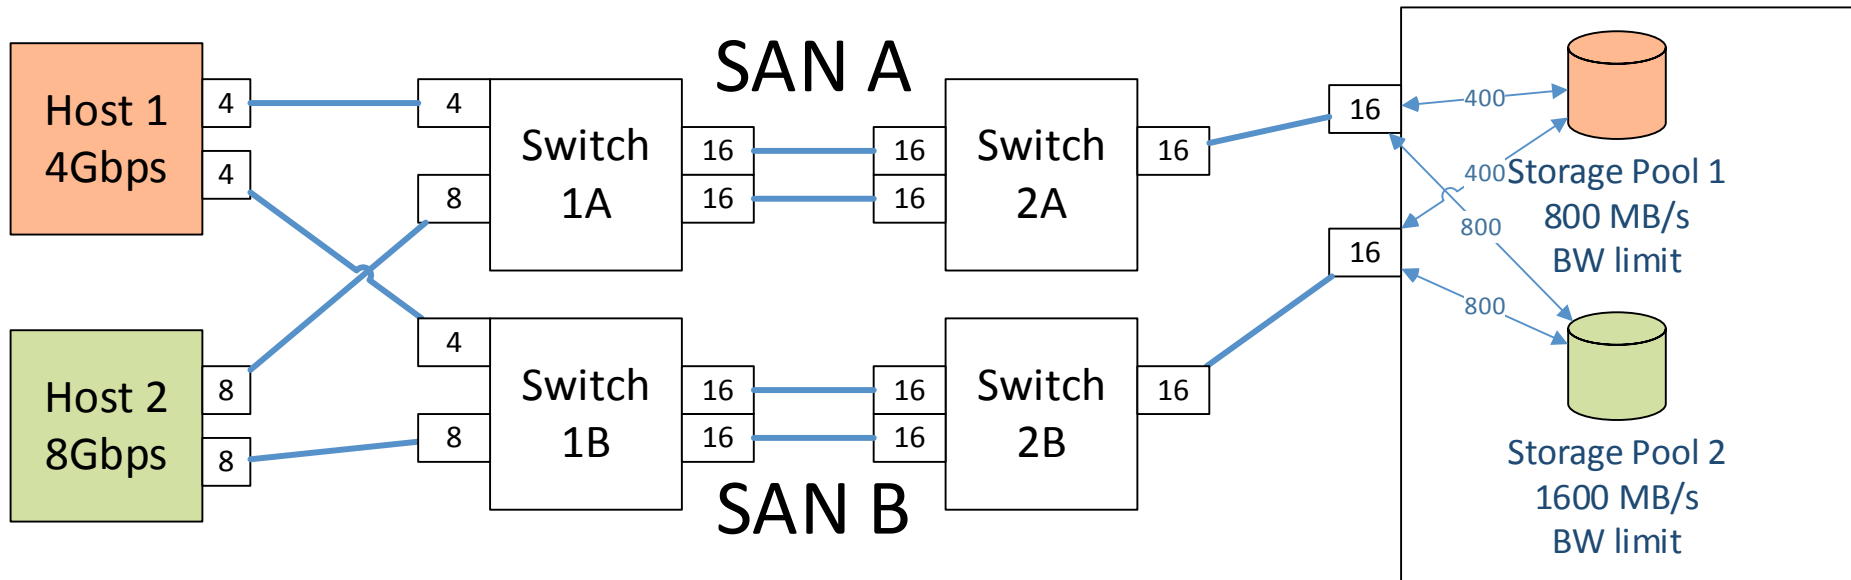 SAN A
Host 1
4Gbps
4
4
4
8
Switch
1A
16
16
16
16
Switch
2A
16
16
16
400
400
800
800
Storage Pool 1
800 MB/s
BW limit
Host 2
8Gbps
8
8
4
8
Switch
1B
16
16
16
16
Switch
2B
16
Storage Pool 2
1600 MB/s
BW limit
SAN B